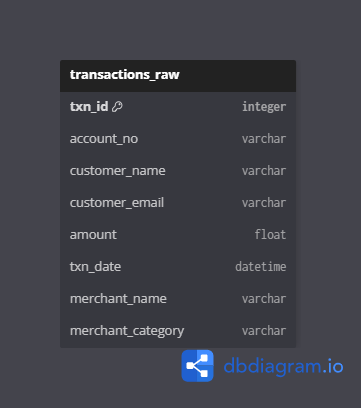 transactions_raw
txn_id integer
account_no varchar
customer_name varchar
customer_email varchar
amount float
txn_date datetime
merchant_name varchar
merchant_category varchar
dbdiagram.io